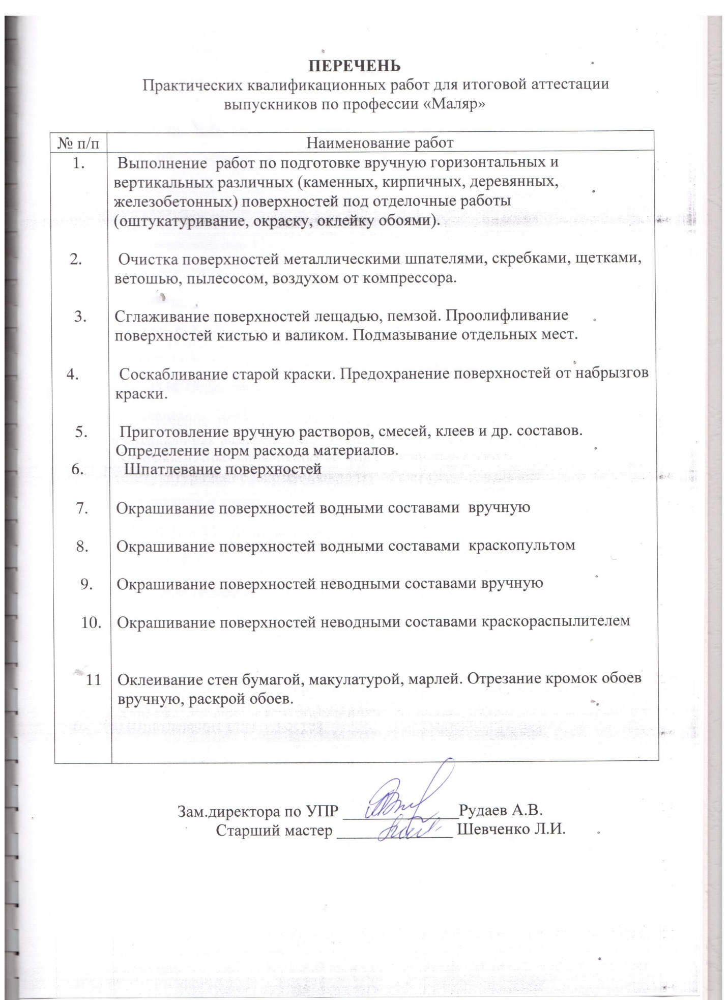 ПЕРЕЧЕНЬ
Практических квалификационных работ для итоговой аттестации
выпускников по профессии «Маляр»
№ п/п Наименование работ
1. Выполнение работ по подготовке вручную горизонтальных и
вертикальных различных (каменных, кирпичных, деревянных,
железобетонных) поверхностей под отделочные работы
(оштукатуривание, окраску, оклейку обоями).
2. Очистка поверхностей металлическими шпателями, скребками, щетками,
ветошью, пылесосом, воздухом от компрессора.
3. Сглаживание поверхностей лещадью, пемзой. Проолифливание
поверхностей кистью и валиком. Подмазывание отдельных мест.
4. Соскабливание старой краски. Предохранение поверхностей от набрызгов
краски.
5. Приготовление вручную растворов, смесей, клеев и др. составов.
Определение норм расхода материалов.
6. Шпатлевание поверхностей
7. Окрашивание поверхностей водными составами вручную
8. Окрашивание поверхностей водными составами краскопультом
9. Окрашивание поверхностей неводными составами вручную
10. Окрашивание поверхностей неводными составами краскораспылителем
11 Оклеивание стен бумагой, макулатурой, марлей. Отрезание кромок обоев
вручную, раскрой обоев.
Зам.директора по УПР ______________Рудаев А.В.
Старший мастер ______________ Шевченко Л.И.